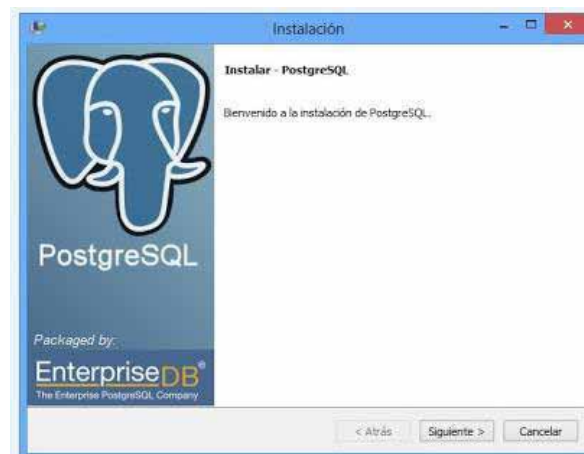 Instalación
Instalar - PostgreSQL
Bienvenido a la instalación de PostgreSQL.
PostgreSQL
Packaged by:
EnterpriseDB®
The Enterprise PostgreSQL Company
< Atrás
Siguiente >
Cancelar